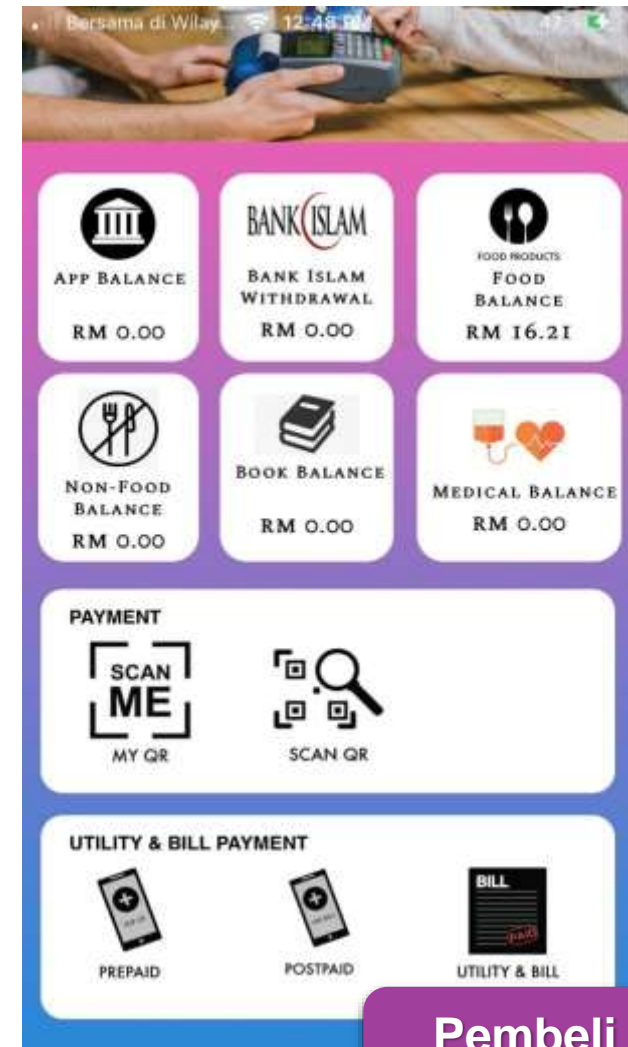 Bersama di Wilay... 12:48 PM 47
APP BALANCE
RM 0.00
BANK ISLAM
BANK ISLAM
WITHDRAWAL
RM 0.00
FOOD PRODUCTS
FOOD
BALANCE
RM 16.21
NON-FOOD
BALANCE
RM 0.00
BOOK BALANCE
RM 0.00
MEDICAL BALANCE
RM 0.00
PAYMENT
SCAN
ME
MY QR
SCAN QR
UTILITY & BILL PAYMENT
PREPAID
POSTPAID
BILL
PAID
UTILITY & BILL
Pembeli